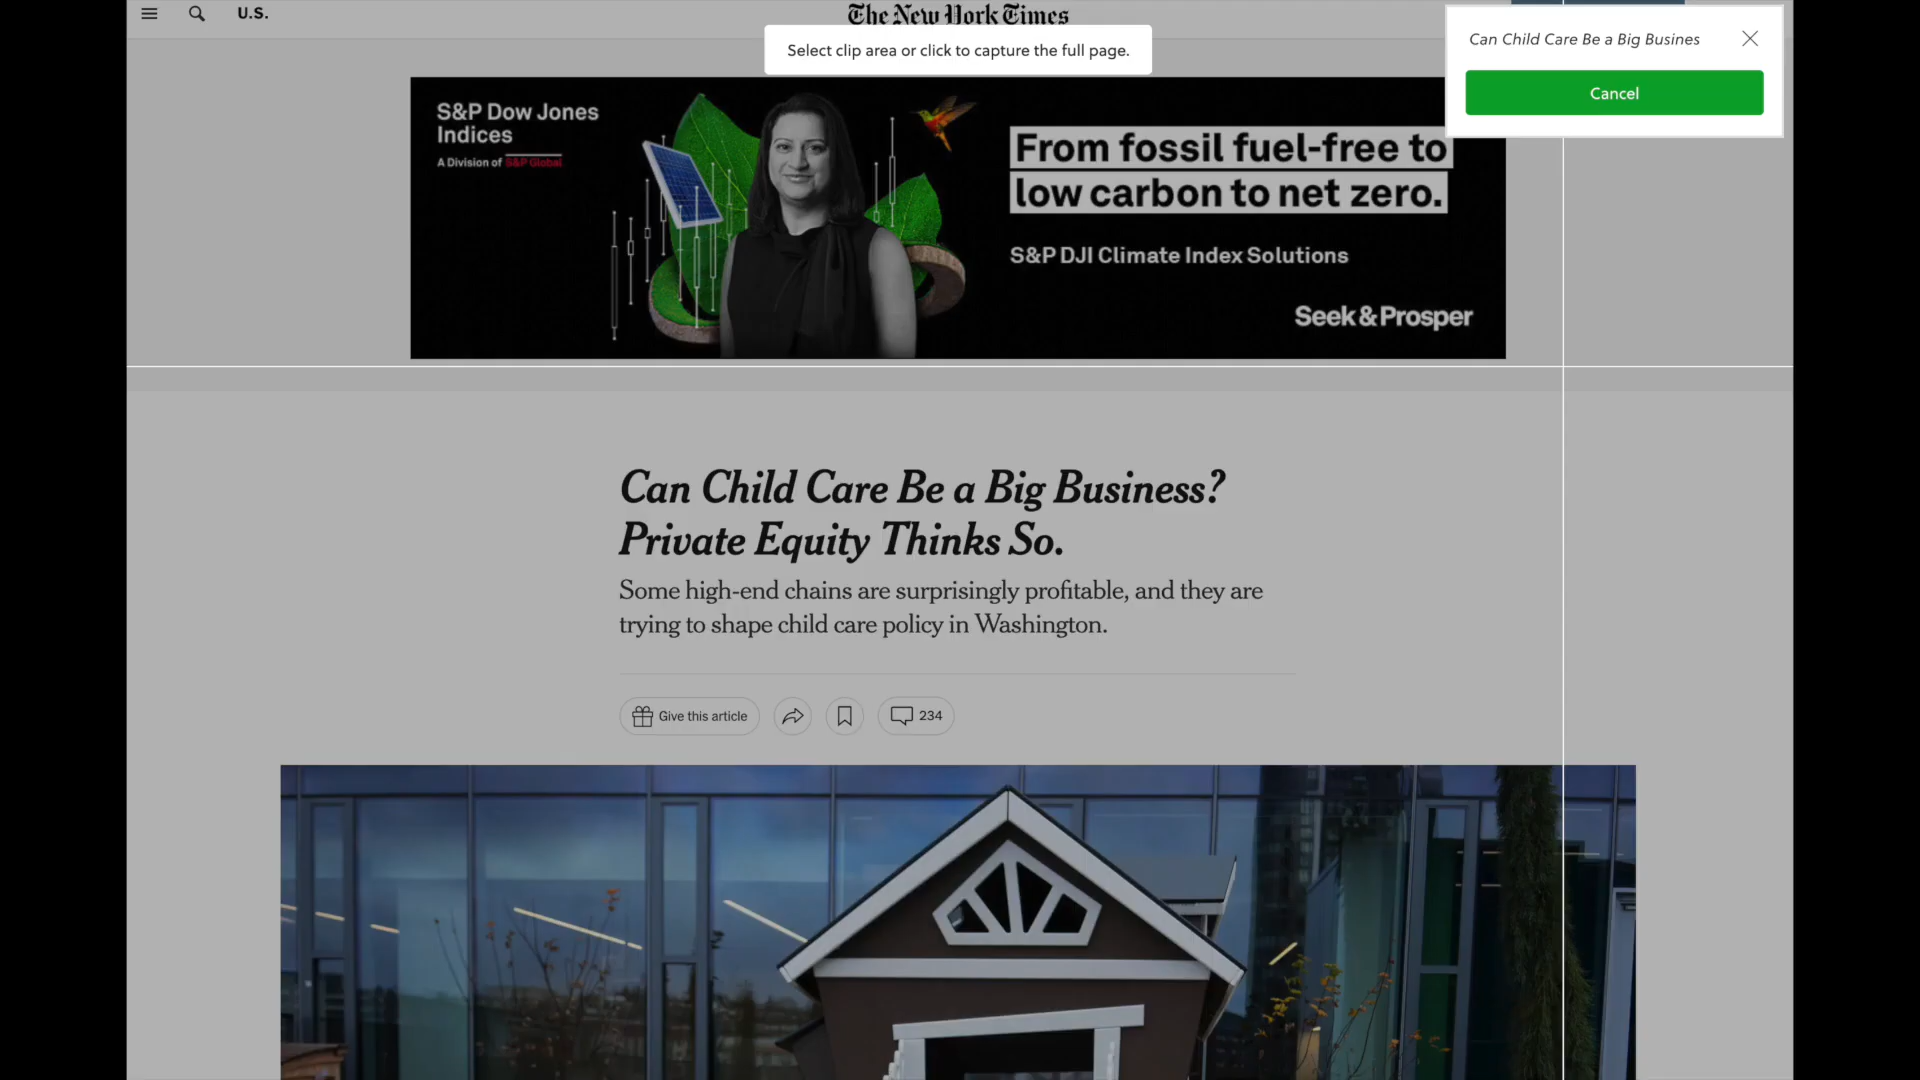 U.S.
The New York Times
Select clip area or click to capture the full page.
Can Child Care Be a Big Busines
Cancel
S&P Dow Jones
Indices
A Division of S&P Global
From fossil fuel-free to
low carbon to net zero.
S&P DJI Climate Index Solutions
Seek & Prosper
Can Child Care Be a Big Business?
Private Equity Thinks So.
Some high-end chains are surprisingly profitable, and they are
trying to shape child care policy in Washington.
Give this article
234